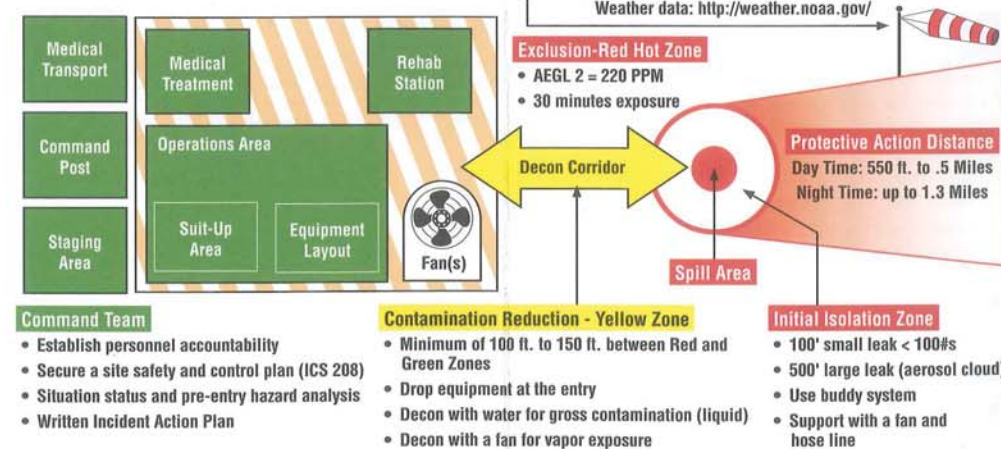 Weather data: http://weather.noaa.gov/
Medical
Transport
Medical
Treatment
Rehab
Station
Exclusion-Red Hot Zone
• AEGL 2 = 220 PPM
• 30 minutes exposure
Command
Post
Operations Area
Decon Corridor
Protective Action Distance
Day Time: 550 ft. to .5 Miles
Night Time: up to 1.3 Miles
Staging
Area
Suit-Up
Area
Equipment
Layout
Fan(s)
Spill Area
Command Team
• Establish personnel accountability
• Secure a site safety and control plan (ICS 208)
• Situation status and pre-entry hazard analysis
• Written Incident Action Plan
Contamination Reduction - Yellow Zone
• Minimum of 100 ft. to 150 ft. between Red and
Green Zones
• Drop equipment at the entry
• Decon with water for gross contamination (liquid)
• Decon with a fan for vapor exposure
Initial Isolation Zone
• 100' small leak < 100#s
• 500' large leak (aerosol cloud)
• Use buddy system
• Support with a fan and
hose line